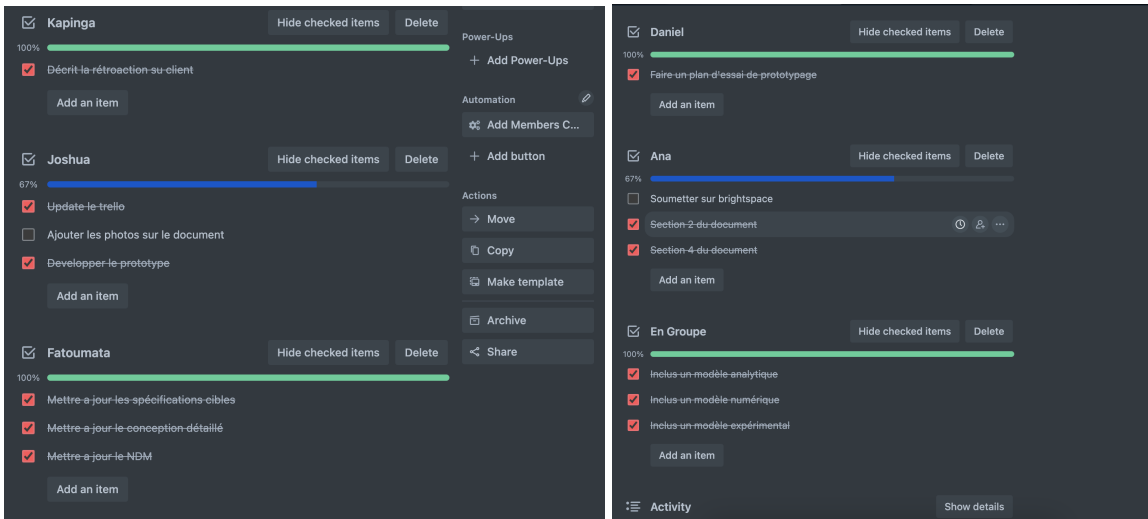 Kapinga Hide checked items Delete
100%
Décrit la rétroaction su client
Add an item
Joshua Hide checked items Delete
67%
Update le trello
Ajouter les photos sur le document
Developper le prototype
Add an item
Fatoumata Hide checked items Delete
100%
Mettre a jour les spécifications cibles
Mettre a jour le conception détaillé
Mettre a jour le NDM
Add an item
Power-Ups
+ Add Power-Ups
Automation
Add Members C...
+ Add button
Actions
→ Move
Copy
Make template
Archive
Share
Daniel Hide checked items Delete
100%
Faire un plan d'essai de prototypage
Add an item
Ana Hide checked items Delete
67%
Soumetter sur brightspace
Section 2 du document
Section 4 du document
Add an item
En Groupe Hide checked items Delete
100%
Inclus un modèle analytique
Inclus un modèle numérique
Inclus un modèle expérimental
Add an item
Activity Show details